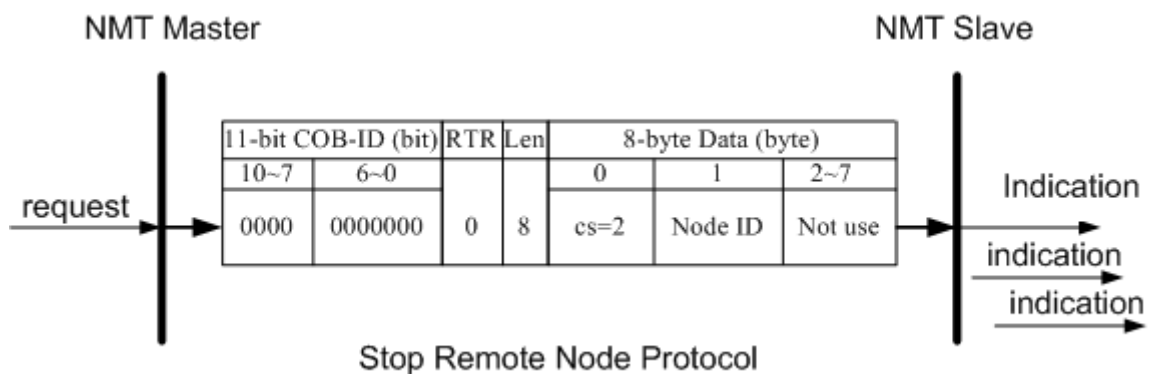 NMT Master
NMT Slave
11-bit COB-ID (bit) RTR Len 8-byte Data (byte)
10~7 6~0 0 1 2~7
request 0000 0000000 0 8 cs=2 Node ID Not use Indication
indication
indication
Stop Remote Node Protocol